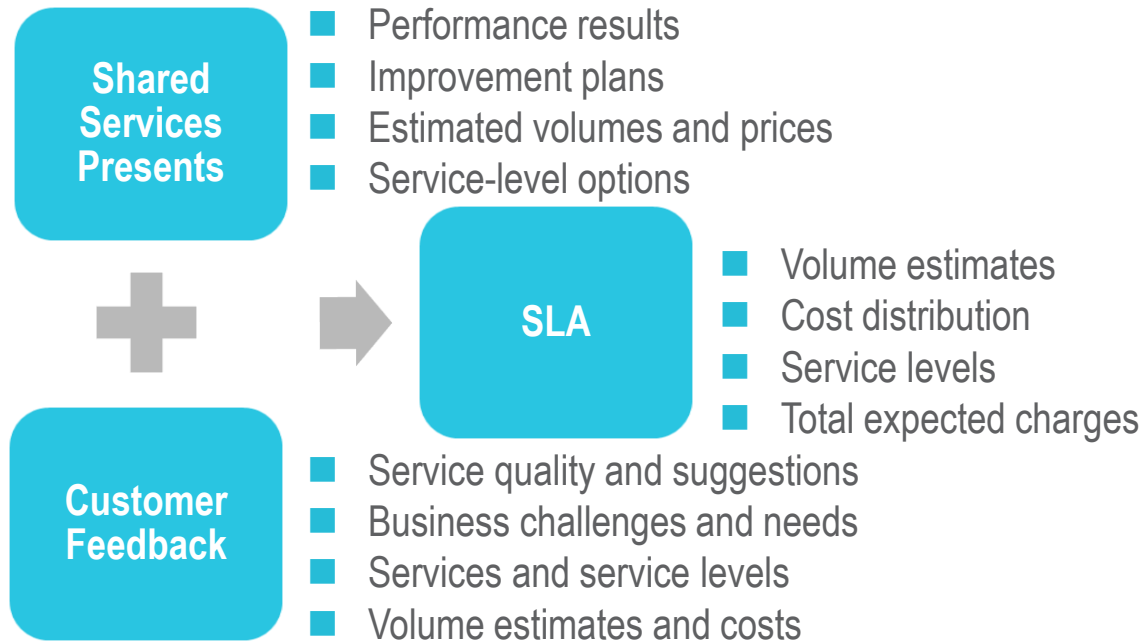 Shared
Services
Presents
Performance results
Improvement plans
Estimated volumes and prices
Service-level options
SLA
Volume estimates
Cost distribution
Service levels
Total expected charges
Customer
Feedback
Service quality and suggestions
Business challenges and needs
Services and service levels
Volume estimates and costs